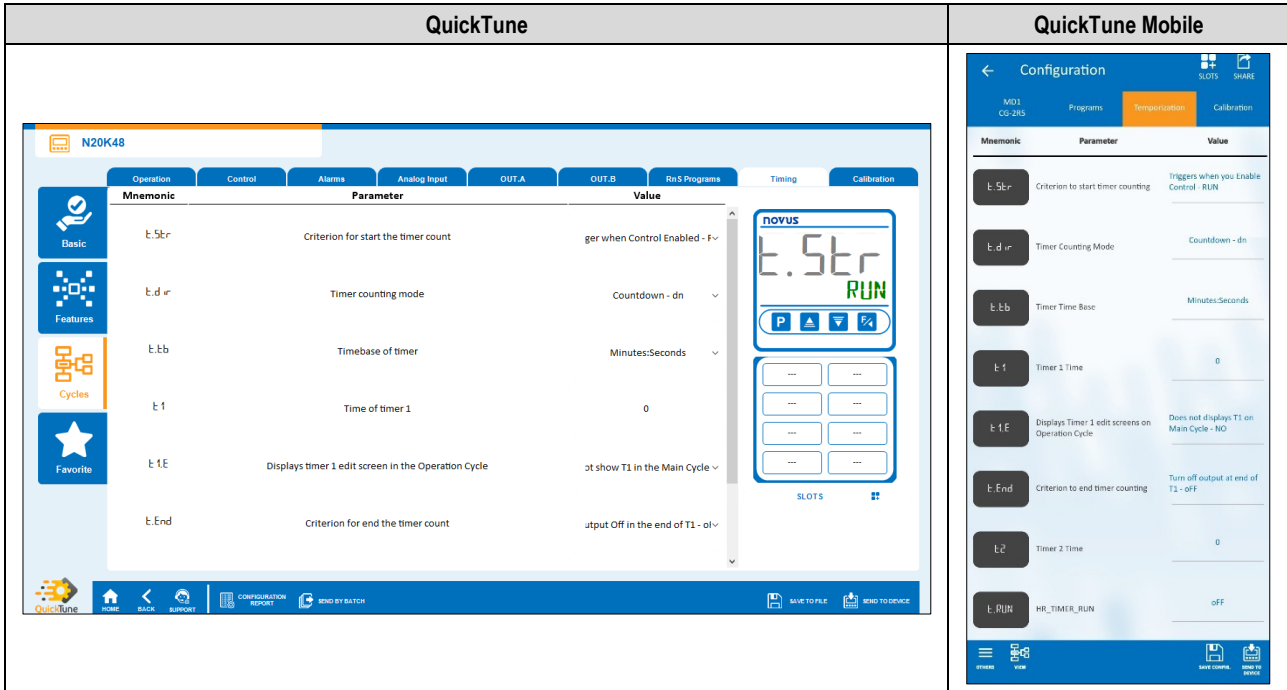 QuickTune
QuickTune Mobile
N20K48
Operation Control Alarms Analog Input OUT.A OUT.B RnS Programs Timing Calibration
Mnemonic Parameter Value
Basic
Features
Cycles
Favorite
t.Str Criterion for start the timer count ger when Control Enabled - F
t.d ir Timer counting mode Countdown - dn
t.tb Timebase of timer Minutes:Seconds
t1 Time of timer 1 0
t1.E Displays timer 1 edit screen in the Operation Cycle ot show T1 in the Main Cycle
t.End Criterion for end the timer count utput Off in the end of T1 - ol
novus
t.Str
RUN
P F/
--- ---
--- ---
--- ---
--- ---
SLOTS
QuickTune
HOME BACK SUPPORT CONFIGURATION REPORT SEND BY BATCH SAVE TO FILE SEND TO DEVICE
Configuration
SLOTS SHARE
MD1
CG-2R5 Programs Temporization Calibration
Mnemonic Parameter Value
t.Str Criterion to start timer counting Triggers when you Enable
Control - RUN
t.d ir Timer Counting Mode Countdown - dn
t.tb Timer Time Base Minutes:Seconds
t1 Timer 1 Time 0
t1.E Displays Timer 1 edit screens on
Operation Cycle
Does not displays T1 on
Main Cycle - NO
t.End Criterion to end timer counting Turn off output at end of
T1 - oFF
t2 Timer 2 Time 0
t.RUN HR_TIMER_RUN oFF
OTHERS VIEW SAVE CONFIG. SEND TO
DEVICE